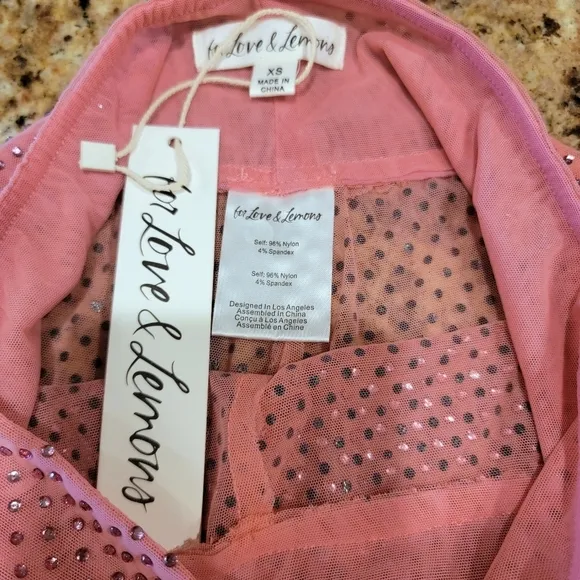 for Love & Lemons
XS
MADE IN
CHINA
for Love & Lemons
Self: 96% Nylon
4% Spandex
Self: 96% Nylon
4% Spandex
Designed In Los Angeles
Assembled In China
Conçu à Los Angeles
Assemblé en Chine
for Love & Lemons